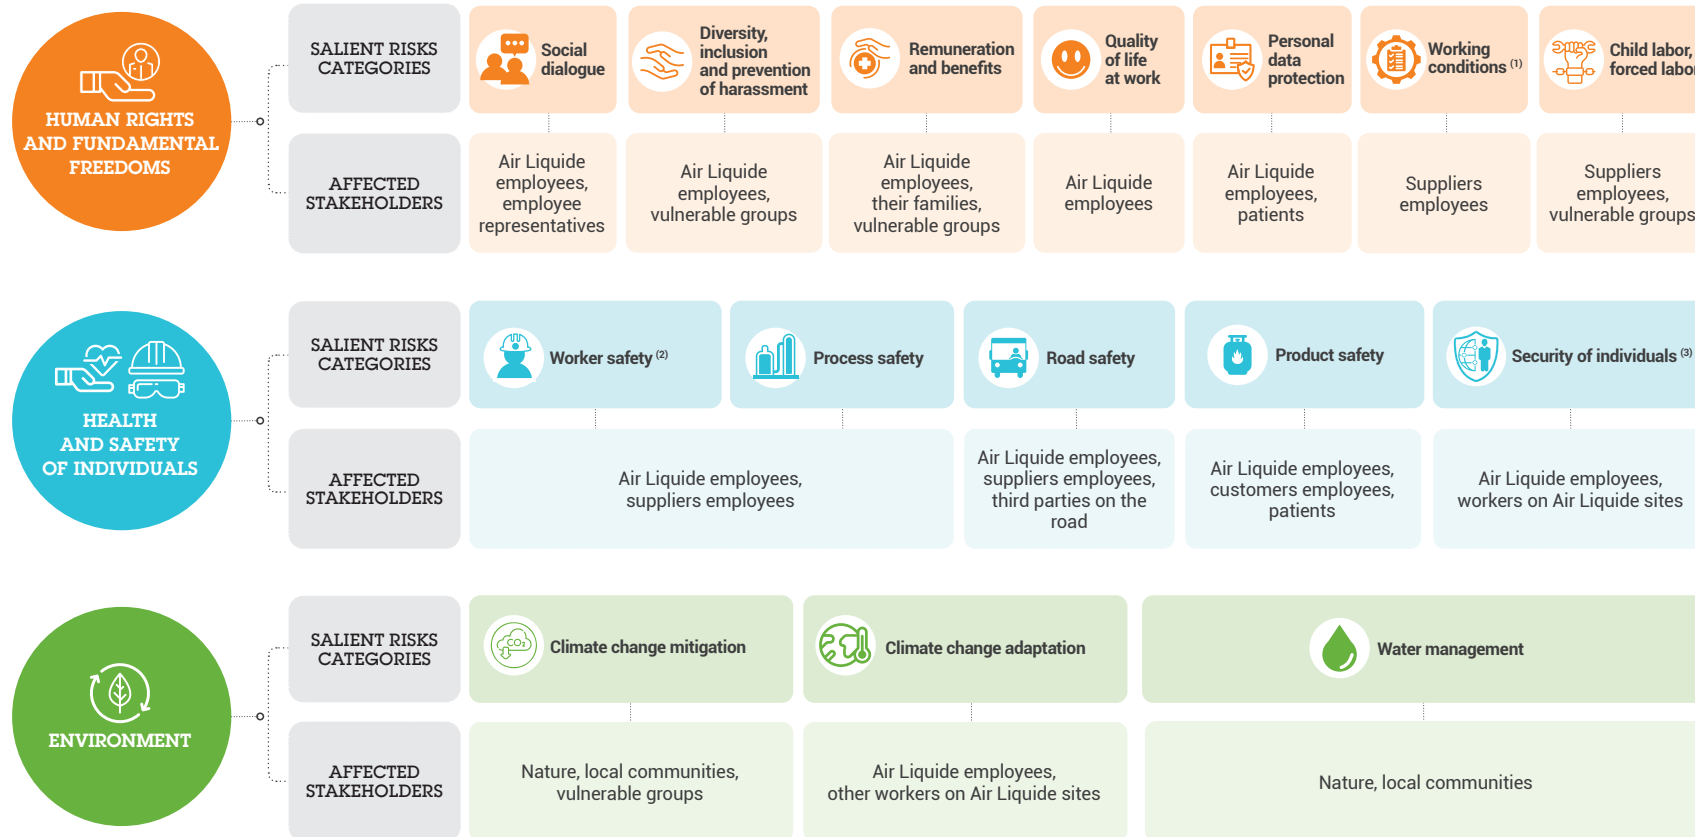 HUMAN RIGHTS
AND FUNDAMENTAL
FREEDOMS
SALIENT RISKS
CATEGORIES
Social
dialogue
Diversity,
inclusion
and prevention
of harassment
Remuneration
and benefits
Quality
of life
at work
Personal
data
protection
Working
conditions (1)
Child labor,
forced labor
AFFECTED
STAKEHOLDERS
Air Liquide
employees,
employee
representatives
Air Liquide
employees,
vulnerable groups
Air Liquide
employees,
their families,
vulnerable groups
Air Liquide
employees
Air Liquide
employees,
patients
Suppliers
employees
Suppliers
employees,
vulnerable groups
HEALTH
AND SAFETY
OF INDIVIDUALS
SALIENT RISKS
CATEGORIES
Worker safety (2)
Process safety
Road safety
Product safety
Security of individuals (3)
AFFECTED
STAKEHOLDERS
Air Liquide employees,
suppliers employees
Air Liquide employees,
suppliers employees,
third parties on the
road
Air Liquide employees,
customers employees,
patients
Air Liquide employees,
workers on Air Liquide sites
ENVIRONMENT
SALIENT RISKS
CATEGORIES
CO2
Climate change mitigation
Climate change adaptation
Water management
AFFECTED
STAKEHOLDERS
Nature, local communities,
vulnerable groups
Air Liquide employees,
other workers on Air Liquide sites
Nature, local communities